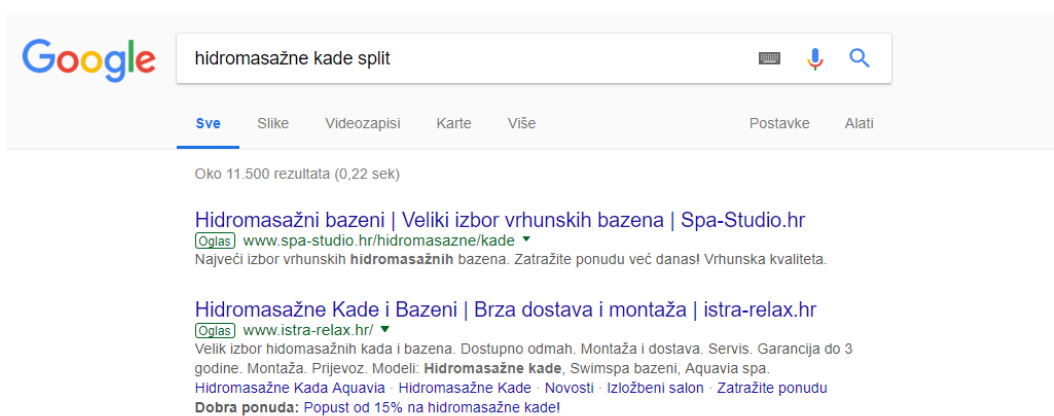 Google
hidromasažne kade split
Sve Slike Videozapisi Karte Više Postavke Alati
Oko 11.500 rezultata (0,22 sek)
Hidromasažni bazeni | Veliki izbor vrhunskih bazena | Spa-Studio.hr
Oglas www.spa-studio.hr/hidromasazne/kade
Najveći izbor vrhunskih hidromasažnih bazena. Zatražite ponudu već danas! Vrhunska kvaliteta.
Hidromasažne Kade i Bazeni | Brza dostava i montaža | istra-relax.hr
Oglas www.istra-relax.hr/
Velik izbor hidomasažnih kada i bazena. Dostupno odmah. Montaža i dostava. Servis. Garancija do 3
godine. Montaža. Prijevoz. Modeli: Hidromasažne kade, Swimspa bazeni, Aquavia spa.
Hidromasažne Kada Aquavia · Hidromasažne Kade · Novosti · Izložbeni salon · Zatražite ponudu
Dobra ponuda: Popust od 15% na hidromasažne kade!